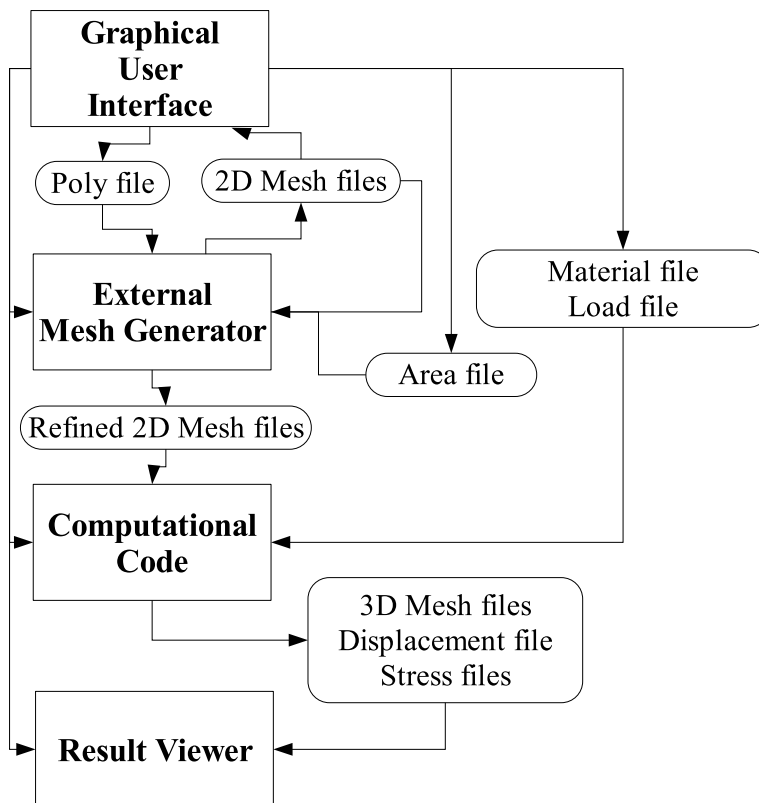 Graphical
User
Interface
Poly file
2D Mesh files
External
Mesh Generator
Material file
Load file
Area file
Refined 2D Mesh files
Computational
Code
3D Mesh files
Displacement file
Stress files
Result Viewer